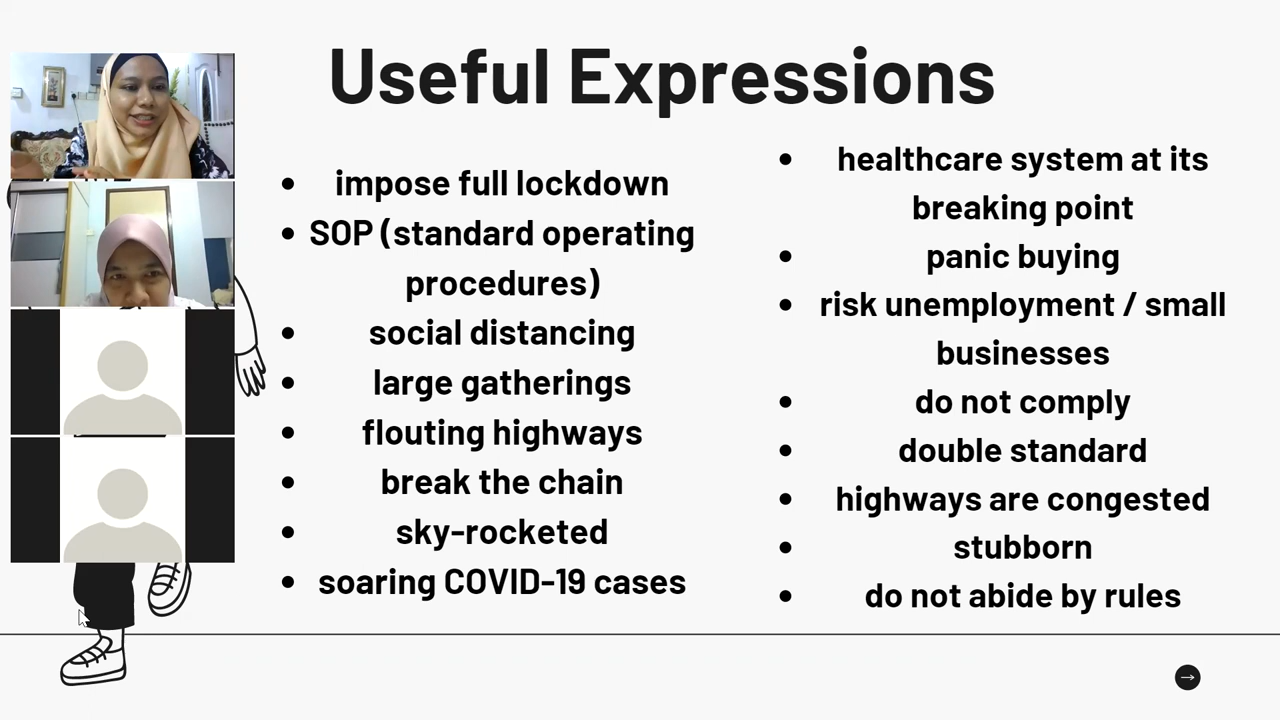 Useful Expressions
impose full lockdown
SOP (standard operating
procedures)
social distancing
large gatherings
flouting highways
break the chain
sky-rocketed
soaring COVID-19 cases
healthcare system at its
breaking point
panic buying
risk unemployment / small
businesses
do not comply
double standard
highways are congested
stubborn
do not abide by rules